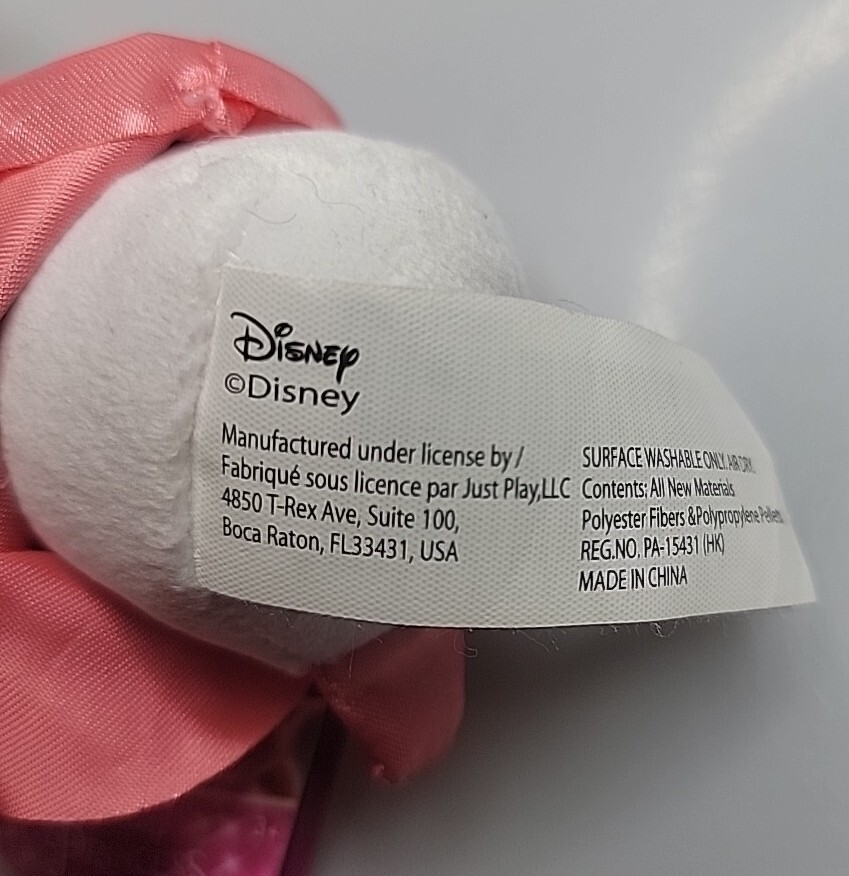 Disney
©Disney
Manufactured under license by /
Fabriqué sous licence par Just Play,LLC
4850 T-Rex Ave, Suite 100,
Boca Raton, FL33431, USA
SURFACE WASHABLE ONLY. AIR DRY.
Contents: All New Materials
Polyester Fibers &Polypropylene Pellets
REG.NO. PA-15431 (HK)
MADE IN CHINA